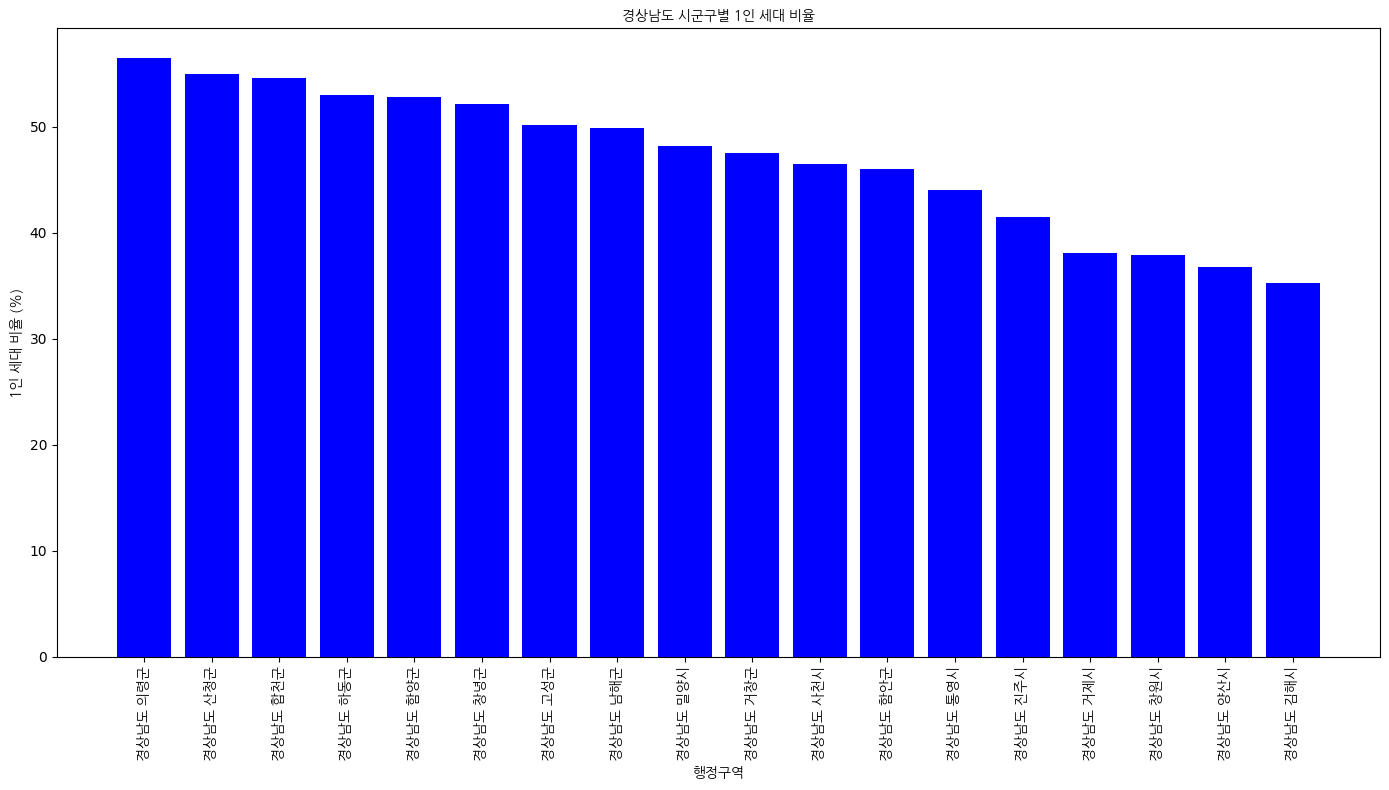 경상남도 시군구별 1인 세대 비율
1인 세대 비율 (%)
50
40
30
20
10
0
경상남도 의령군
경상남도 산청군
경상남도 합천군
경상남도 하동군
경상남도 함양군
경상남도 창녕군
경상남도 고성군
경상남도 남해군
경상남도 밀양시
경상남도 거창군
경상남도 사천시
경상남도 함안군
경상남도 통영시
경상남도 진주시
경상남도 거제시
경상남도 창원시
경상남도 양산시
경상남도 김해시
행정구역